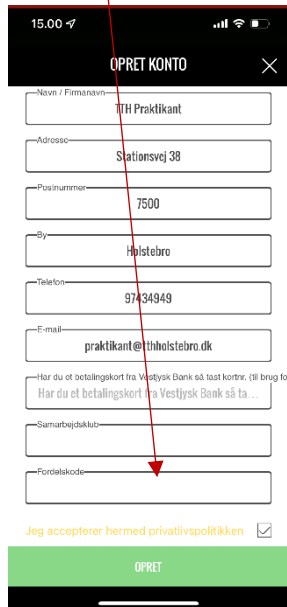 15.00
OPRET KONTO
Navn / Firmanavn
TTH Praktikant
Adresse
Stationsvej 38
Postnummer
7500
By
Holstebro
Telefon
97434949
E-mail
praktikant@tthholstebro.dk
Har du et betalingskort fra Vestjysk Bank så tast kortnr. (til brug fo
Har du et betalingskort fra Vestjysk Bank så ta...
Samarbejdsklub
Fordelskode
Jeg accepterer hermed privatlivspolitikken
OPRET